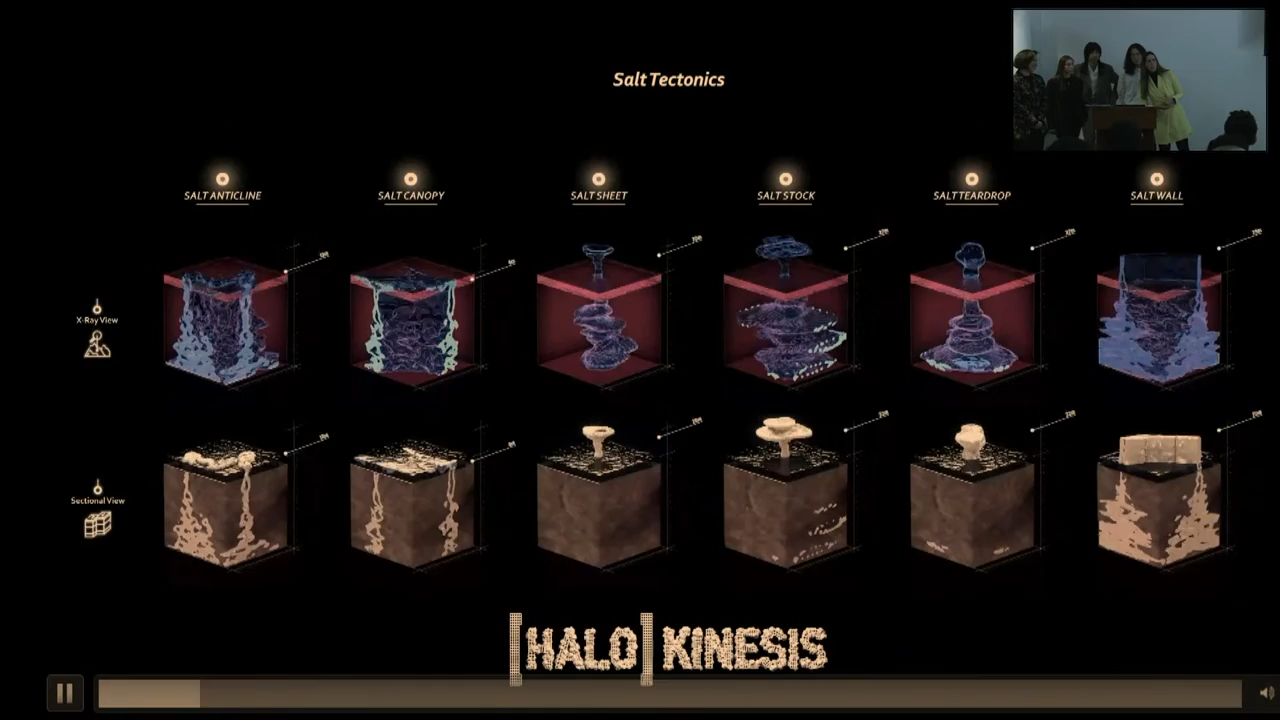 Salt Tectonics
SALT ANTICLINE
SALT CANOPY
SALT SHEET
SALT STOCK
SALT TEARDROP
SALT WALL
X-Ray View
Sectional View
[HALO] KINESIS